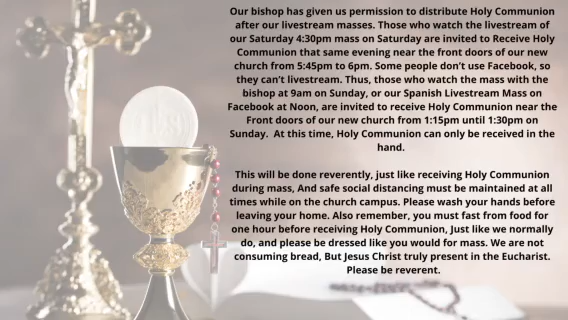 Our bishop has given us permission to distribute Holy Communion
after our livestream masses. Those who watch the livestream of
our Saturday 4:30pm mass on Saturday are invited to Receive Holy
Communion that same evening near the front doors of our new
church from 5:45pm to 6pm. Some people don't use Facebook, so
they can't livestream. Thus, those who watch the mass with the
bishop at 9am on Sunday, or our Spanish Livestream Mass on
Facebook at Noon, are invited to receive Holy Communion near the
Front doors of our new church from 1:15pm until 1:30pm on
Sunday. At this time, Holy Communion can only be received in the
hand.
This will be done reverently, just like receiving Holy Communion
during mass, And safe social distancing must be maintained at all
times while on the church campus. Please wash your hands before
leaving your home. Also remember, you must fast from food for
one hour before receiving Holy Communion, Just like we normally
do, and please be dressed like you would for mass. We are not
consuming bread, But Jesus Christ truly present in the Eucharist.
Please be reverent.